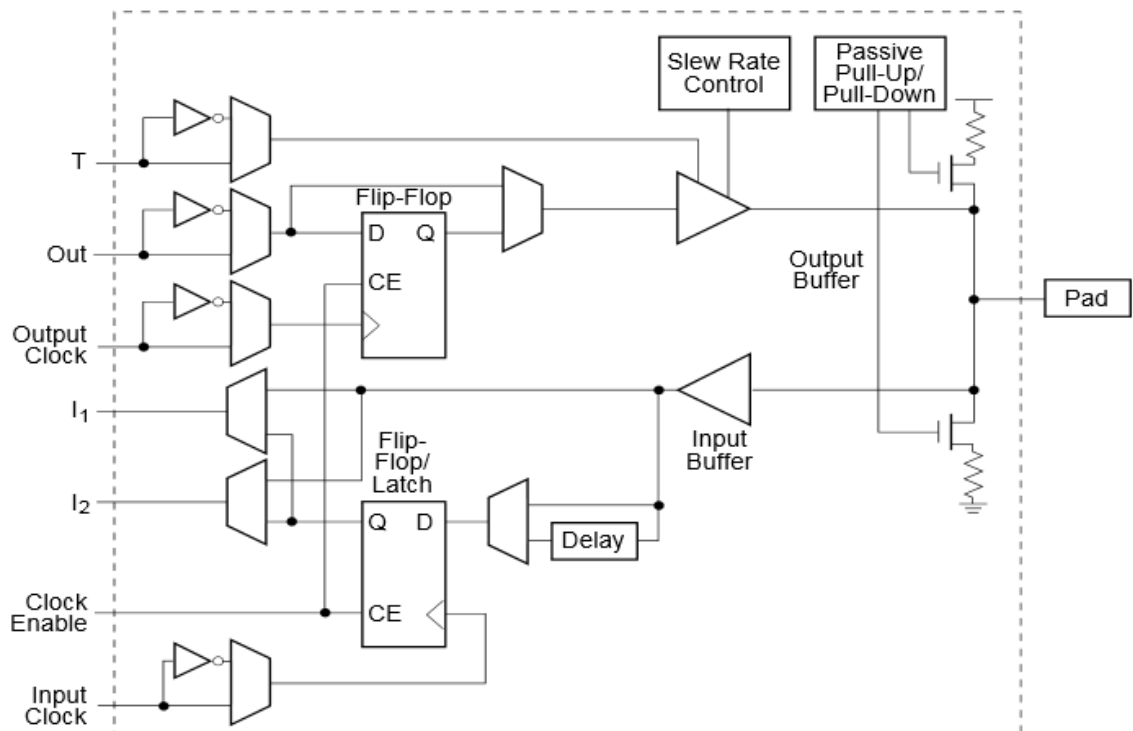 Slew Rate
Control
Passive
Pull-Up/
Pull-Down
T
Flip-Flop
D Q
Out
CE
Output
Buffer
Output
Clock
Pad
I1
Input
Buffer
Flip-
Flop/
Latch
I2
Q D
Delay
Clock
Enable
CE
Input
Clock